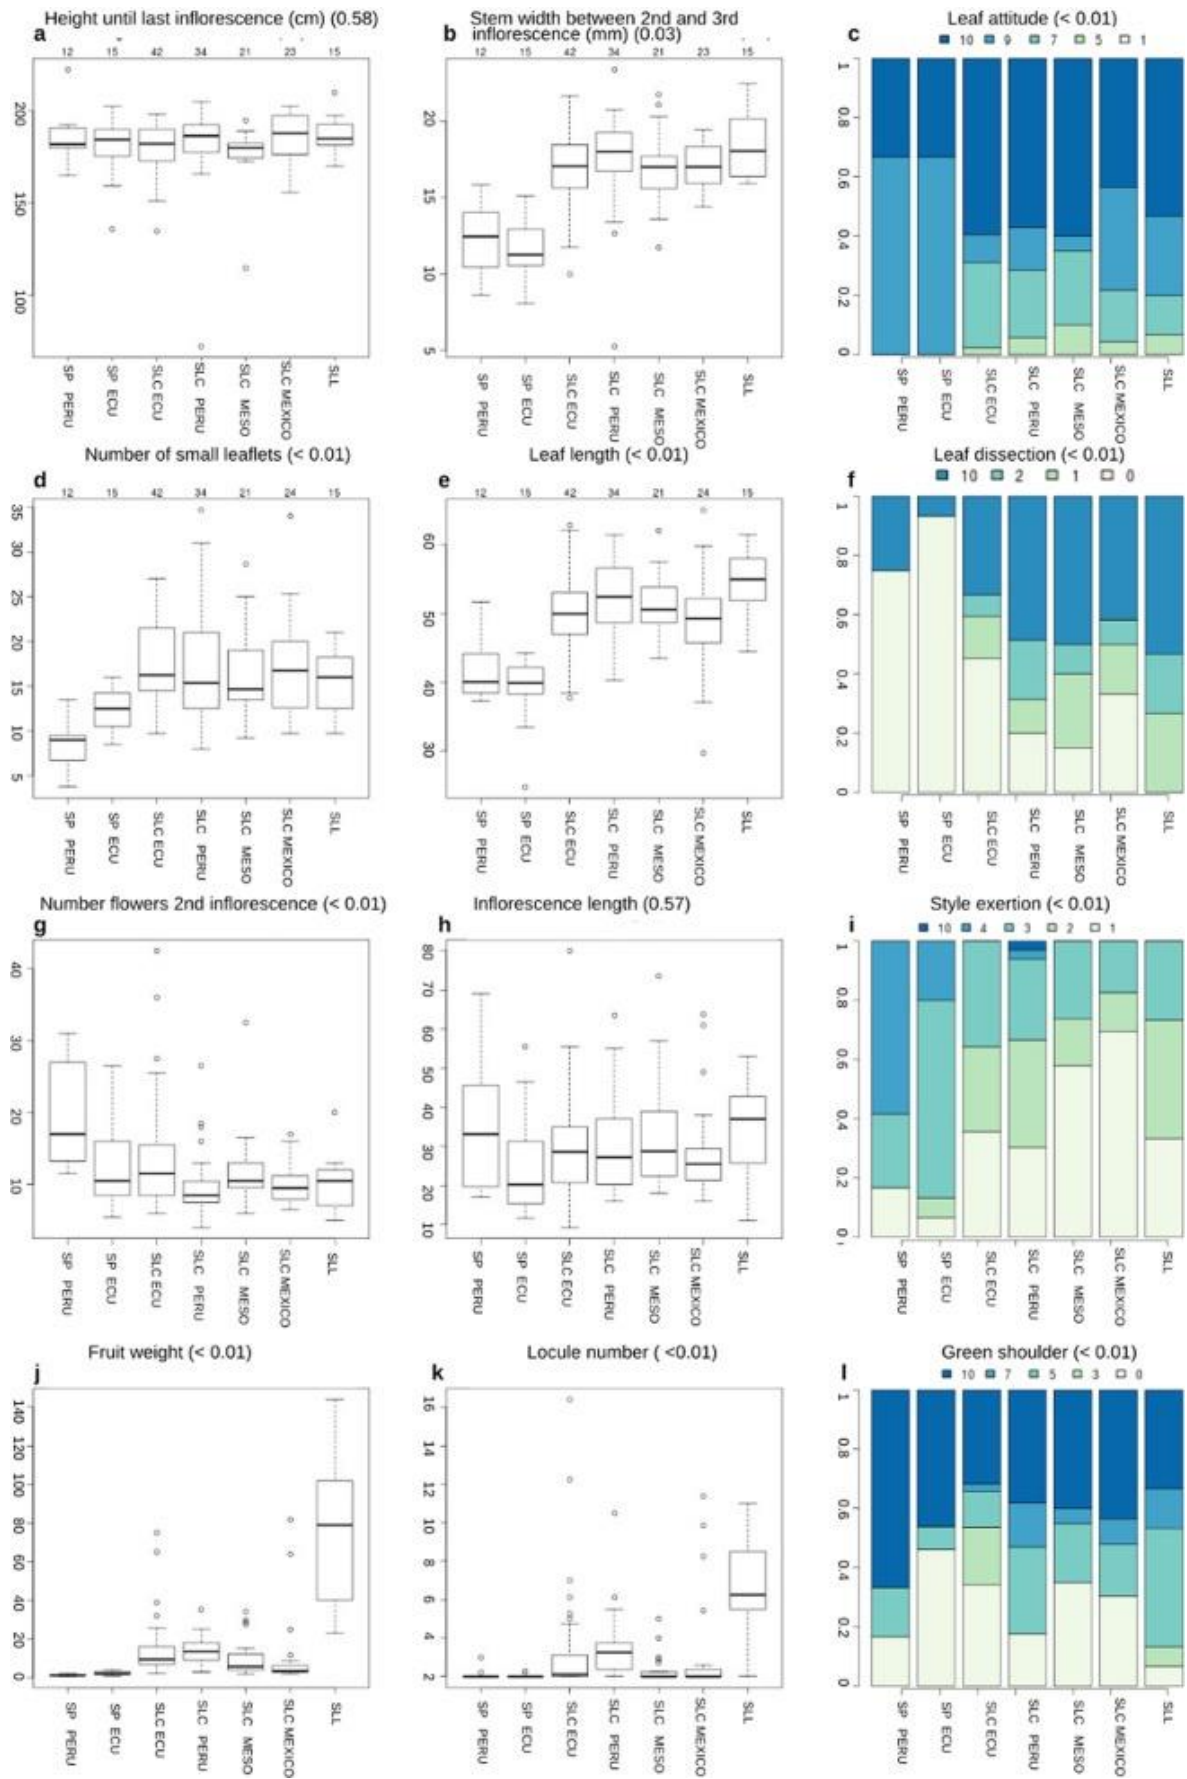 Height until last inflorescence (cm) (0.58)
a
12 15 42 34 21 23 15
200
150
100
SP PERU
SP ECU
SLC ECU
SLC PERU
SLC MESO
SLC MEXICO
SLL
Stem width between 2nd and 3rd
b inflorescence (mm) (0.03)
12 15 42 34 21 23 15
20
15
10
5
SP PERU
SP ECU
SLC ECU
SLC PERU
SLC MESO
SLC MEXICO
SLL
Leaf attitude (< 0.01)
c
10 9 7 5 1
1
0.8
0.6
0.4
0.2
0
SP PERU
SP ECU
SLC ECU
SLC PERU
SLC MESO
SLC MEXICO
SLL
Number of small leaflets (< 0.01)
d
12 15 42 34 21 24 15
35
30
25
20
15
10
5
SP PERU
SP ECU
SLC ECU
SLC PERU
SLC MESO
SLC MEXICO
SLL
Leaf length (< 0.01)
e
12 15 42 34 21 24 15
60
50
40
30
SP PERU
SP ECU
SLC ECU
SLC PERU
SLC MESO
SLC MEXICO
SLL
Leaf dissection (< 0.01)
f
10 2 1 0
1
0.8
0.6
0.4
0.2
0
SP PERU
SP ECU
SLC ECU
SLC PERU
SLC MESO
SLC MEXICO
SLL
Number flowers 2nd inflorescence (< 0.01)
g
40
30
20
10
SP PERU
SP ECU
SLC ECU
SLC PERU
SLC MESO
SLC MEXICO
SLL
Inflorescence length (0.57)
h
80
70
60
50
40
30
20
10
SP PERU
SP ECU
SLC ECU
SLC PERU
SLC MESO
SLC MEXICO
SLL
Style exertion (< 0.01)
i
10 4 3 2 1
1
0.8
0.6
0.4
0.2
0
SP PERU
SP ECU
SLC ECU
SLC PERU
SLC MESO
SLC MEXICO
SLL
Fruit weight (< 0.01)
j
140
120
100
80
60
40
20
0
SP PERU
SP ECU
SLC ECU
SLC PERU
SLC MESO
SLC MEXICO
SLL
Locule number ( <0.01)
k
16
14
12
10
8
6
4
2
SP PERU
SP ECU
SLC ECU
SLC PERU
SLC MESO
SLC MEXICO
SLL
Green shoulder (< 0.01)
l
10 7 5 3 0
1
0.8
0.6
0.4
0.2
0
SP PERU
SP ECU
SLC ECU
SLC PERU
SLC MESO
SLC MEXICO
SLL